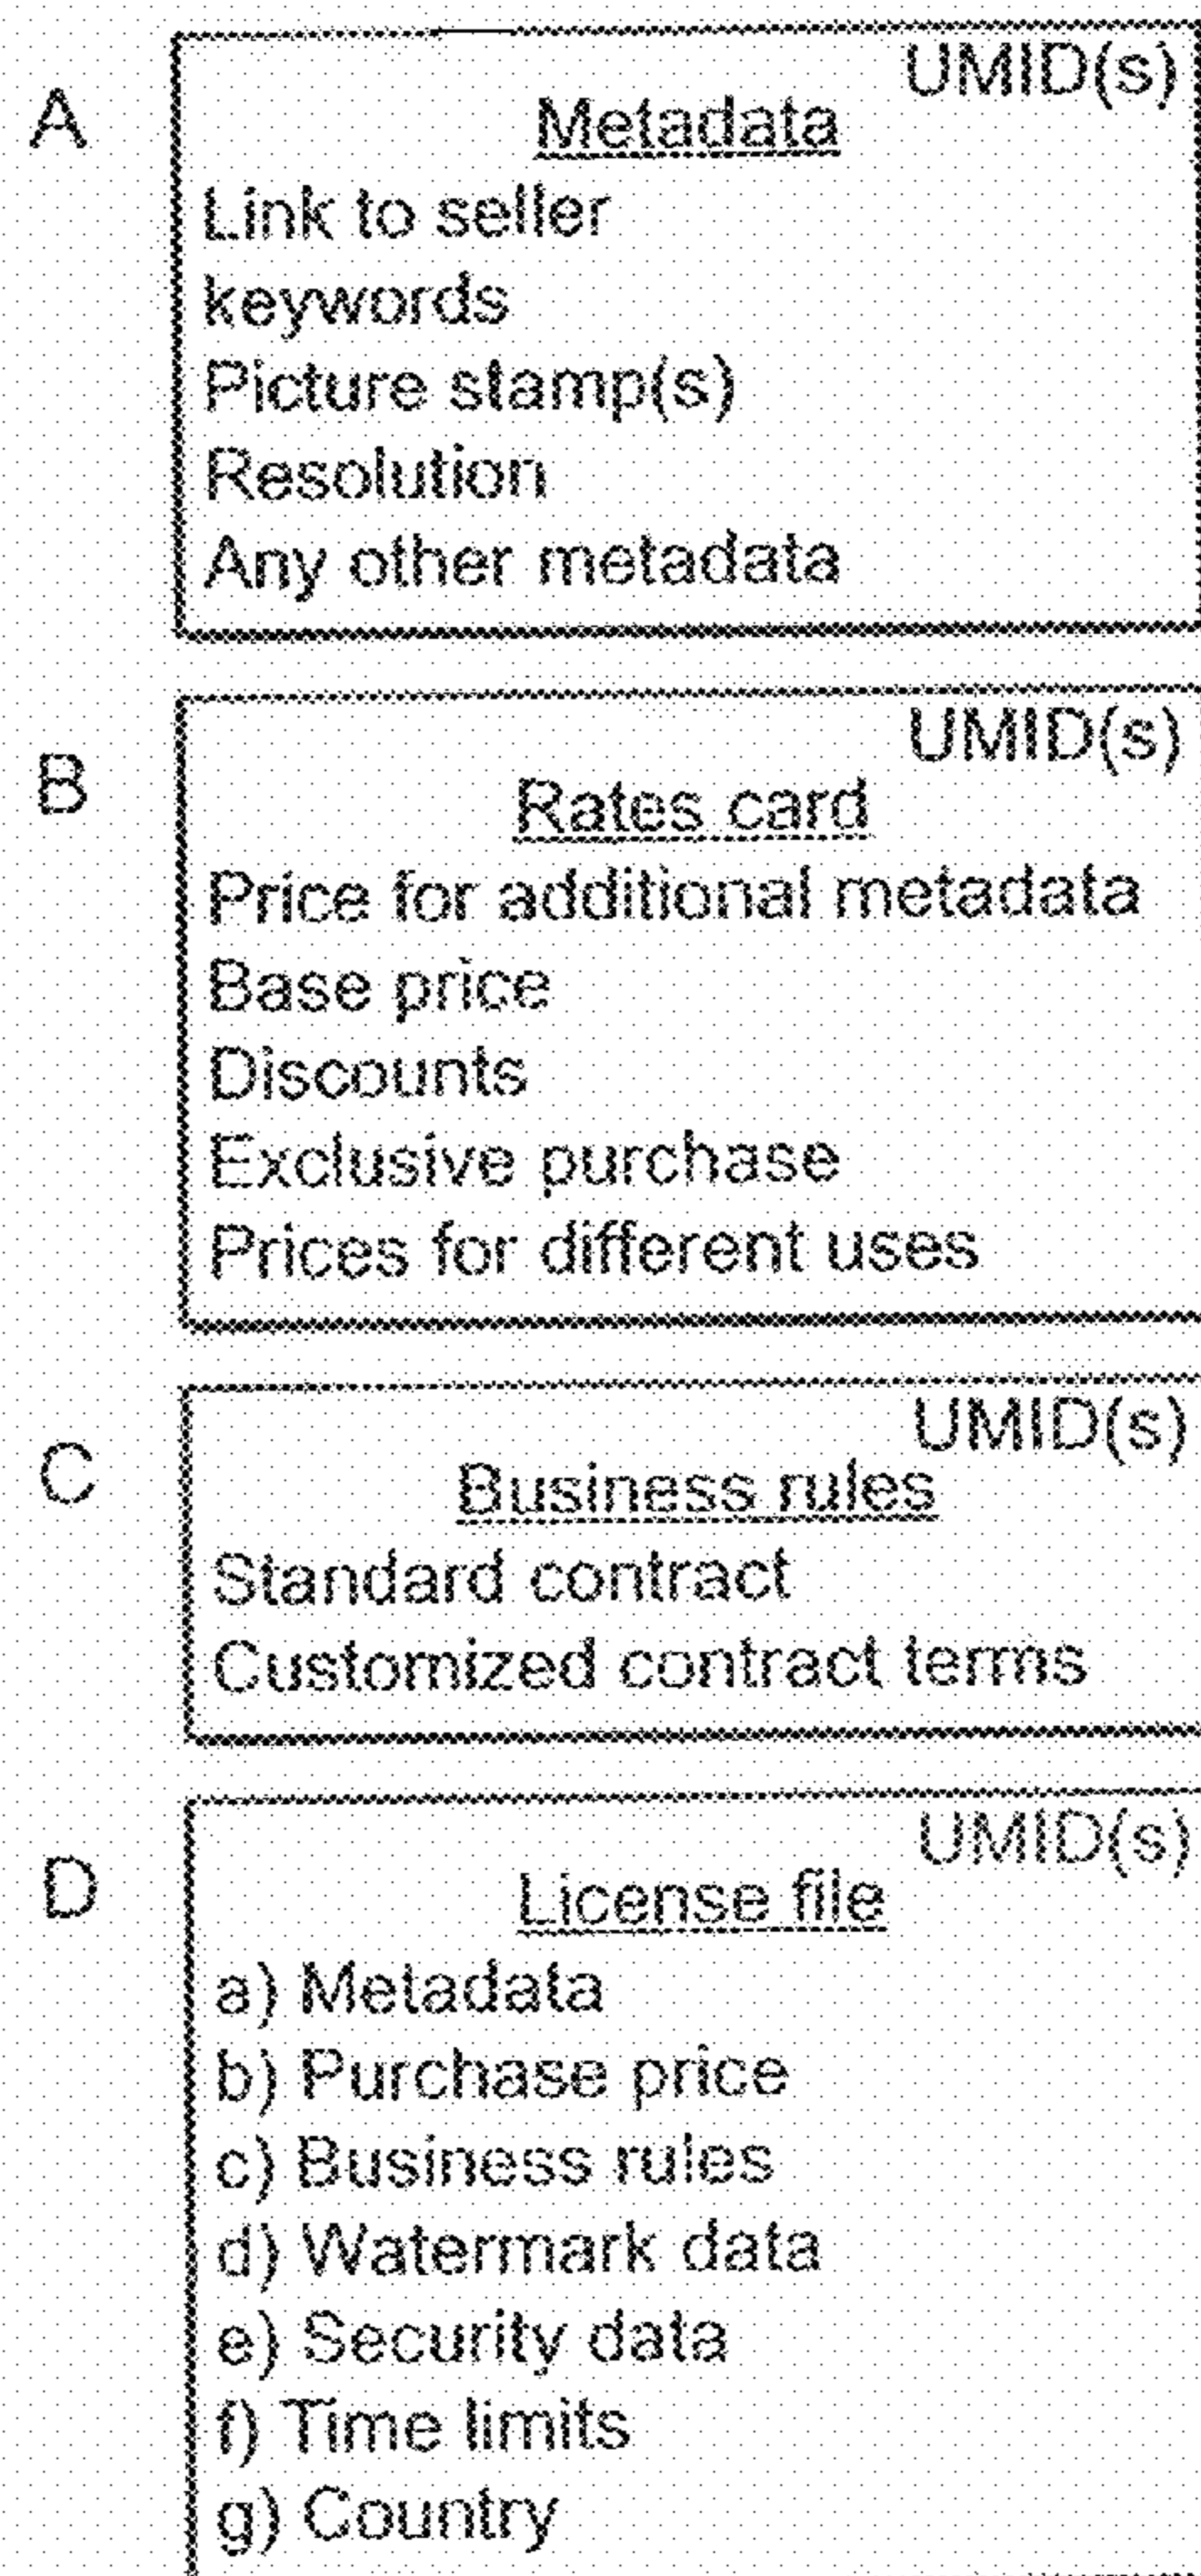 UMID(s)
A
Metadata
Link to seller
keywords
Picture stamp(s)
Resolution
Any other metadata
UMID(s)
B
Rates card
Price for additional metadata
Base price
Discounts
Exclusive purchase
Prices for different uses
UMID(s)
C
Business rules
Standard contract
Customized contract terms
UMID(s)
D
License file
a) Metadata
b) Purchase price
c) Business rules
d) Watermark data
e) Security data
f) Time limits
g) Country